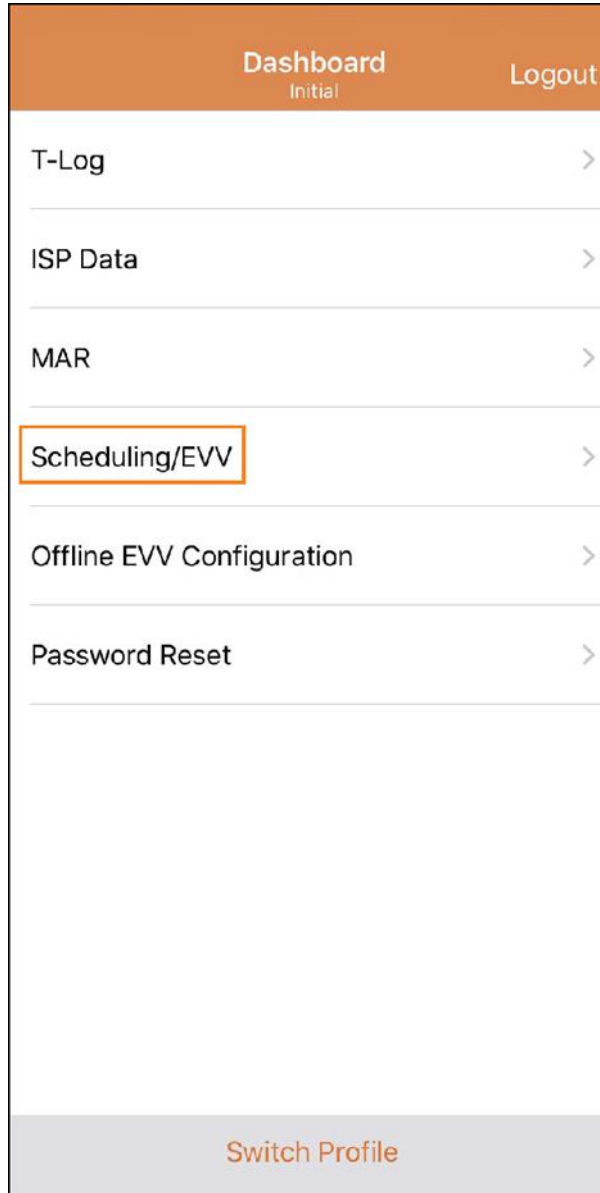 Dashboard
Initial
Logout
T-Log
ISP Data
MAR
Scheduling/EVV
Offline EVV Configuration
Password Reset
Switch Profile